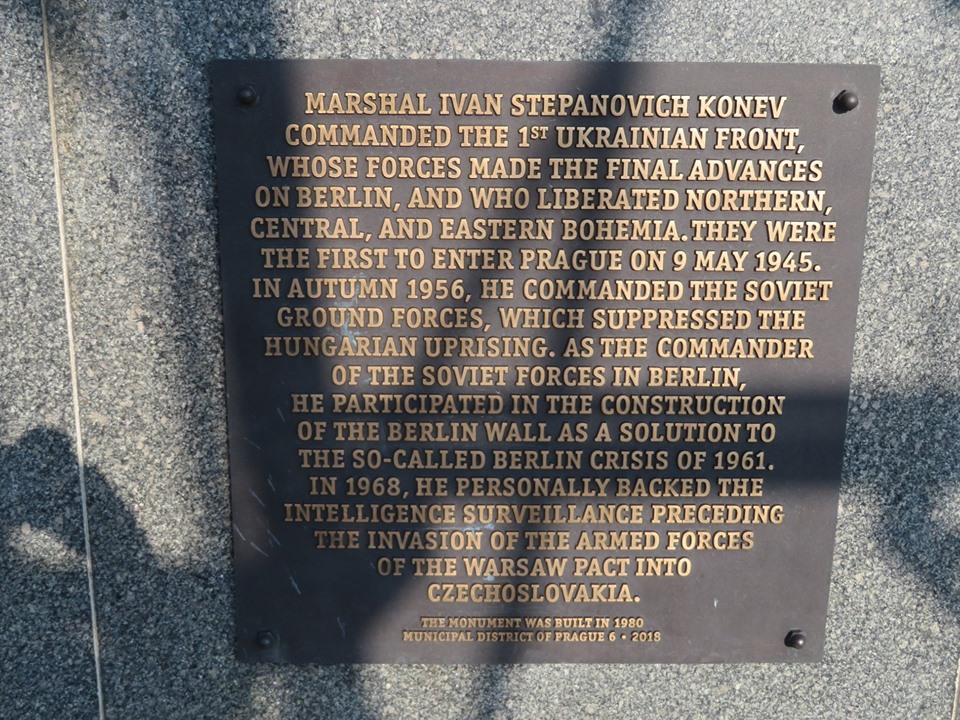 MARSHAL IVAN STEPANOVICH KONEV
COMMANDED THE 1ST UKRAINIAN FRONT,
WHOSE FORCES MADE THE FINAL ADVANCES
ON BERLIN, AND WHO LIBERATED NORTHERN,
CENTRAL, AND EASTERN BOHEMIA. THEY WERE
THE FIRST TO ENTER PRAGUE ON 9 MAY 1945.
IN AUTUMN 1956, HE COMMANDED THE SOVIET
GROUND FORCES, WHICH SUPPRESSED THE
HUNGARIAN UPRISING. AS THE COMMANDER
OF THE SOVIET FORCES IN BERLIN,
HE PARTICIPATED IN THE CONSTRUCTION
OF THE BERLIN WALL AS A SOLUTION TO
THE SO-CALLED BERLIN CRISIS OF 1961.
IN 1968, HE PERSONALLY BACKED THE
INTELLIGENCE SURVEILLANCE PRECEDING
THE INVASION OF THE ARMED FORCES
OF THE WARSAW PACT INTO
CZECHOSLOVAKIA.
THE MONUMENT WAS BUILT IN 1980
MUNICIPAL DISTRICT OF PRAGUE 6 • 2018